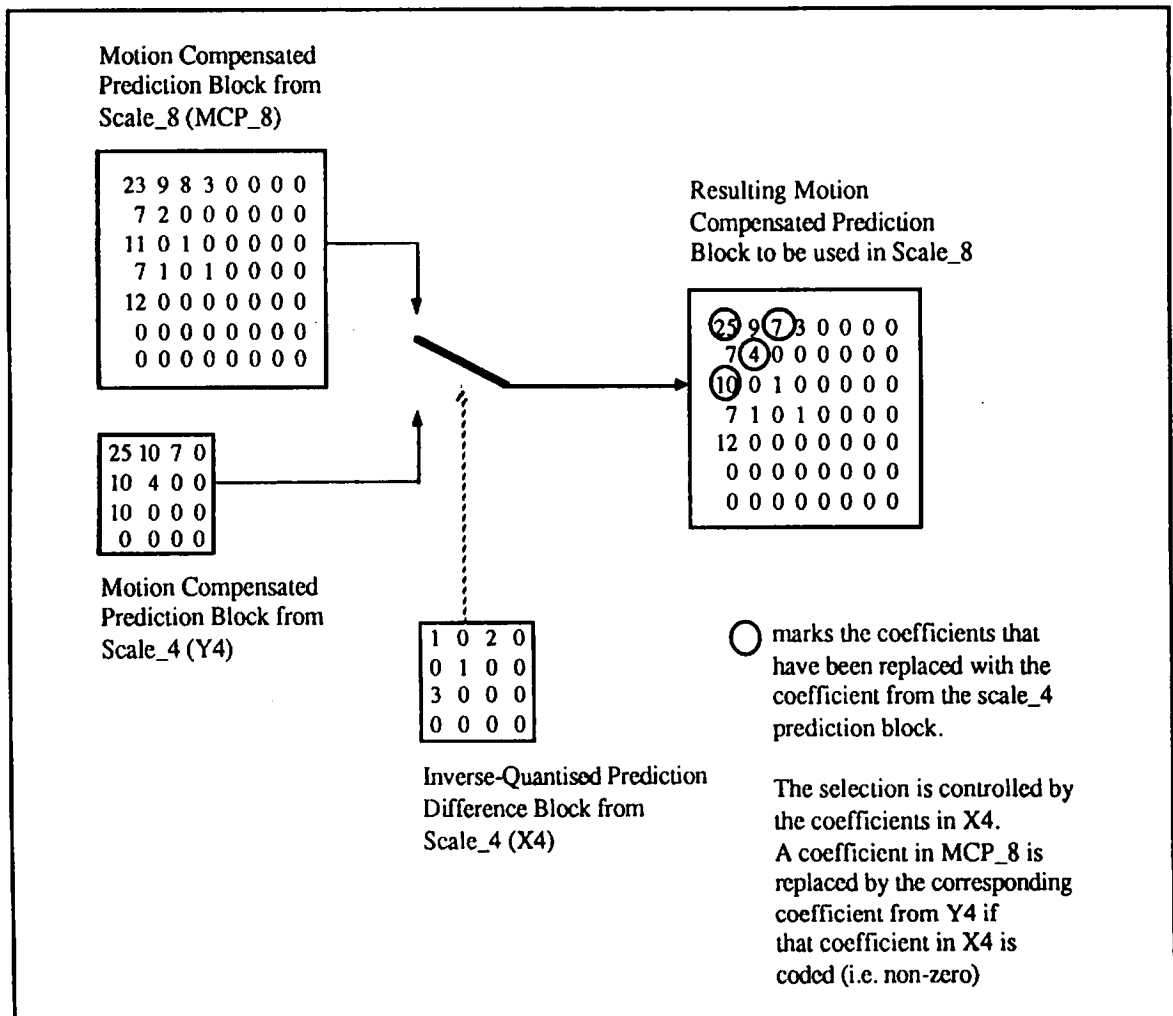 Motion Compensated
Prediction Block from
Scale_8 (MCP_8)
23 9 8 3 0 0 0 0
7 2 0 0 0 0 0 0
11 0 1 0 0 0 0 0
7 1 0 1 0 0 0 0
12 0 0 0 0 0 0 0
0 0 0 0 0 0 0 0
0 0 0 0 0 0 0 0
25 10 7 0
10 4 0 0
10 0 0 0
0 0 0 0
Motion Compensated
Prediction Block from
Scale_4 (Y4)
1 0 2 0
0 1 0 0
3 0 0 0
0 0 0 0
Inverse-Quantised Prediction
Difference Block from
Scale_4 (X4)
Resulting Motion
Compensated Prediction
Block to be used in Scale_8
25 9 7 3 0 0 0 0
7 4 0 0 0 0 0 0
10 0 1 0 0 0 0 0
7 1 0 1 0 0 0 0
12 0 0 0 0 0 0 0
0 0 0 0 0 0 0 0
0 0 0 0 0 0 0 0
marks the coefficients that
have been replaced with the
coefficient from the scale_4
prediction block.
The selection is controlled by
the coefficients in X4.
A coefficient in MCP_8 is
replaced by the corresponding
coefficient from Y4 if
that coefficient in X4 is
coded (i.e. non-zero)